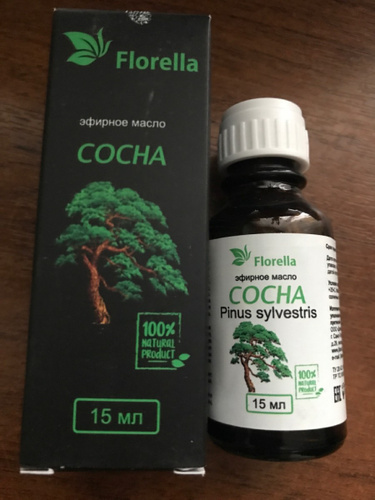 Florella
эфирное масло
СОСНА
100%
NATURAL
PRODUCT
15 мл
Florella
эфирное масло
СОСНА
Pinus sylvestris
100%
NATURAL
PRODUCT
15 мл